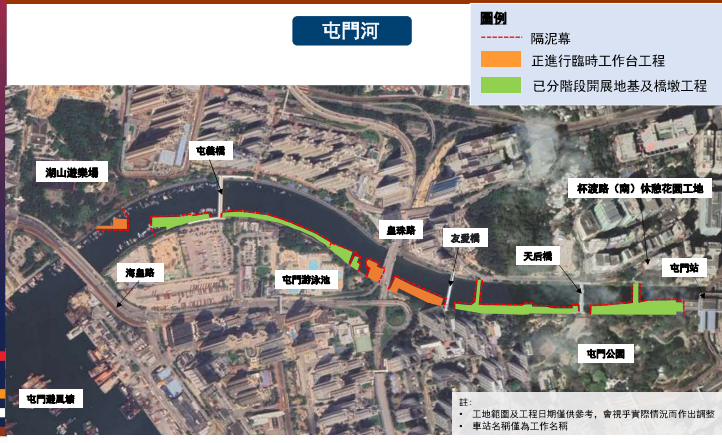 屯門河
圖例
隔泥幕
正進行臨時工作台工程
已分階段開展地基及橋墩工程
屯義橋
湖山遊樂場
杯渡路（南）休憩花園工地
皇珠路
友愛橋
天后橋
屯門站
海皇路
屯門游泳池
屯門公園
屯門避風塘
註:
• 工地範圍及工程日期僅供參考，會視乎實際情況而作出調整
• 車站名稱僅為工作名稱